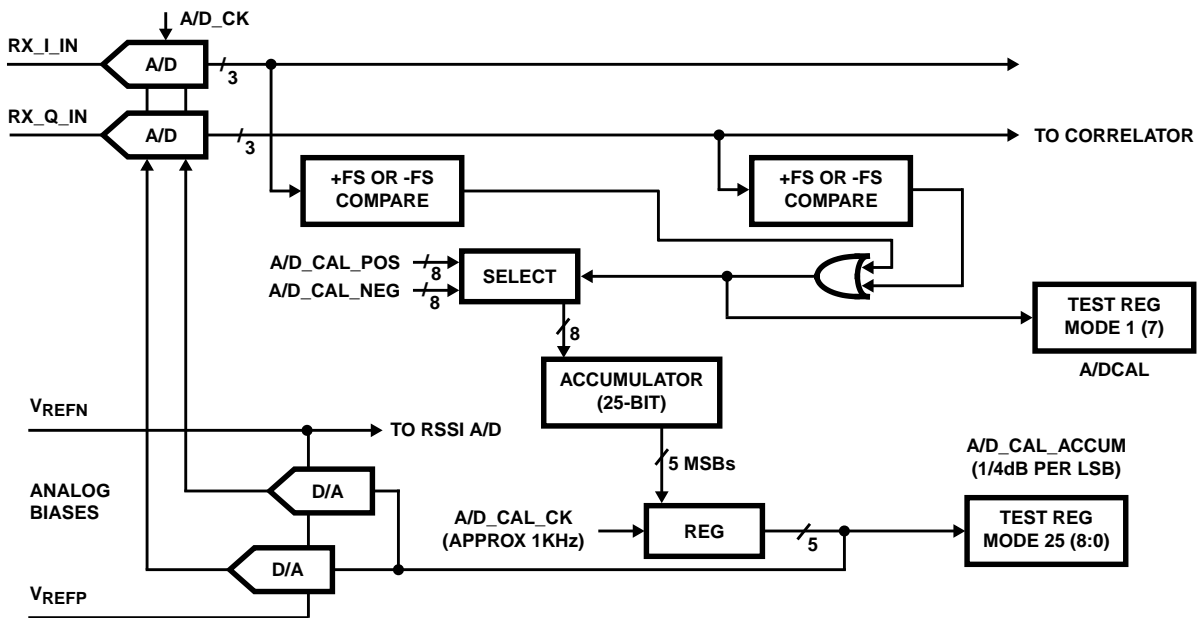 A/D_CK
RX_I_IN
A/D
3
RX_Q_IN
A/D
3
TO CORRELATOR
+FS OR -FS
COMPARE
+FS OR -FS
COMPARE
A/D_CAL_POS
8
A/D_CAL_NEG
8
SELECT
8
TEST REG
MODE 1 (7)
A/DCAL
ACCUMULATOR
(25-BIT)
VREFN
TO RSSI A/D
5 MSBs
A/D_CAL_ACCUM
(1/4dB PER LSB)
ANALOG
BIASES
D/A
A/D_CAL_CK
(APPROX 1KHz)
REG
5
TEST REG
MODE 25 (8:0)
D/A
VREFP